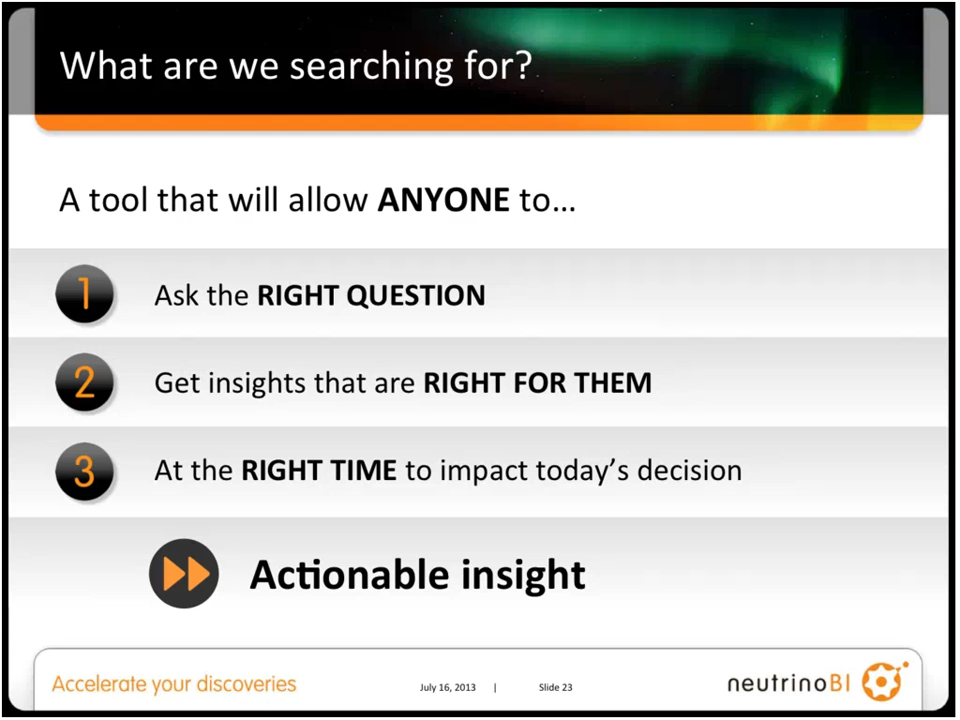 What are we searching for?
A tool that will allow ANYONE to...
1 Ask the RIGHT QUESTION
2 Get insights that are RIGHT FOR THEM
3 At the RIGHT TIME to impact today’s decision
Actionable insight
Accelerate your discoveries
July 16, 2013 | Slide 23
neutrinoBI